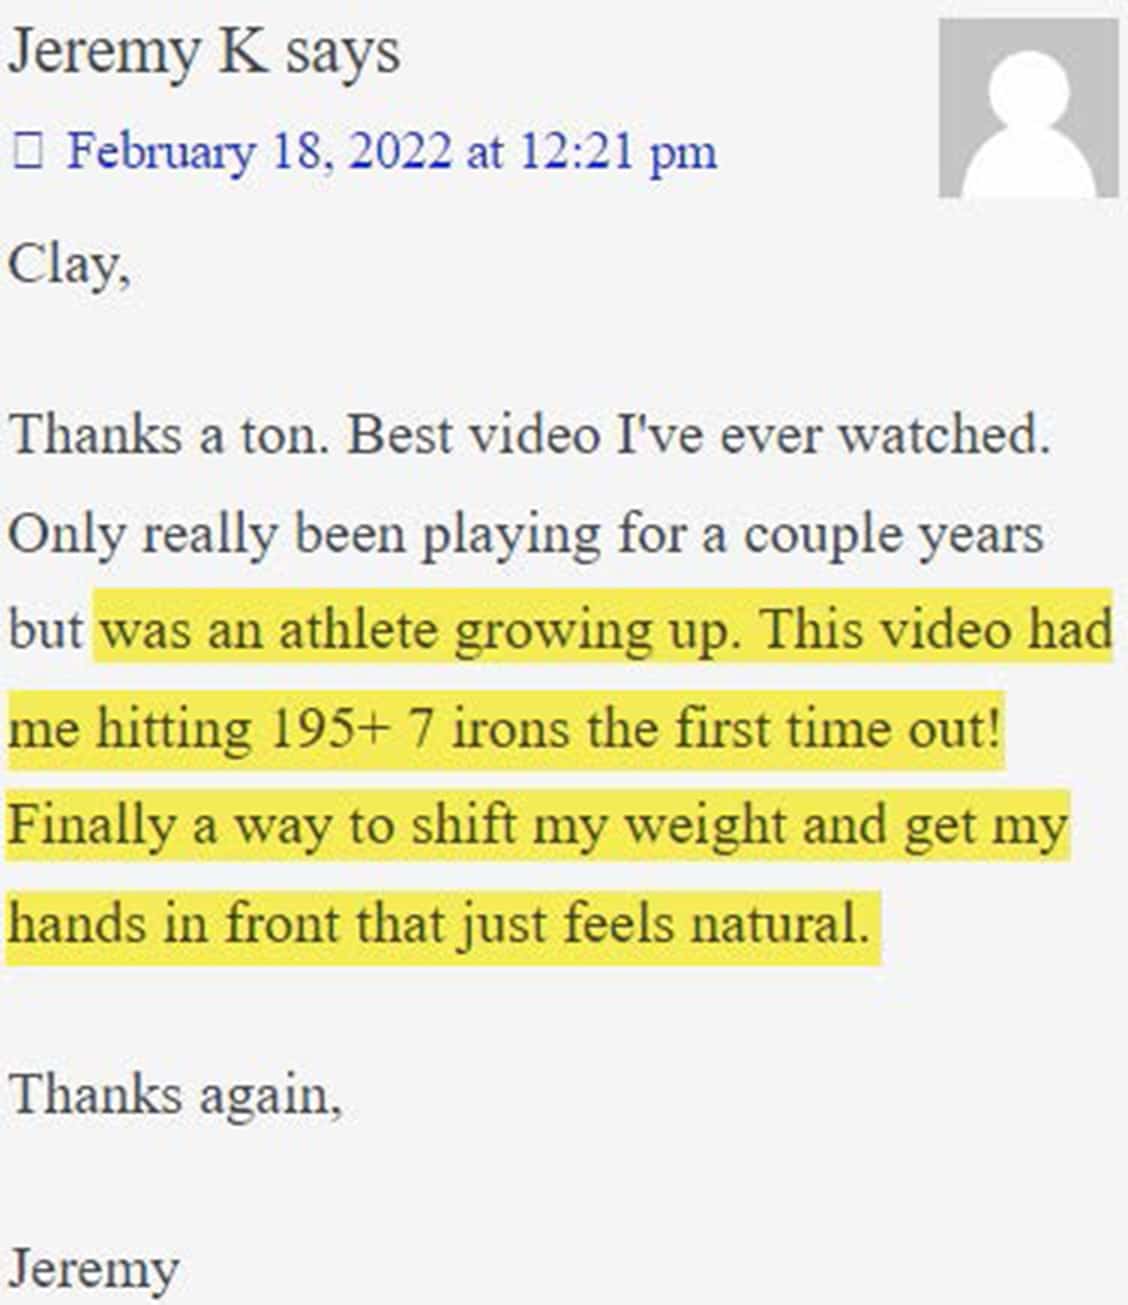 Jeremy K says
February 18, 2022 at 12:21 pm
Clay,
Thanks a ton. Best video I've ever watched.
Only really been playing for a couple years
but was an athlete growing up. This video had
me hitting 195+ 7 irons the first time out!
Finally a way to shift my weight and get my
hands in front that just feels natural.
Thanks again,
Jeremy